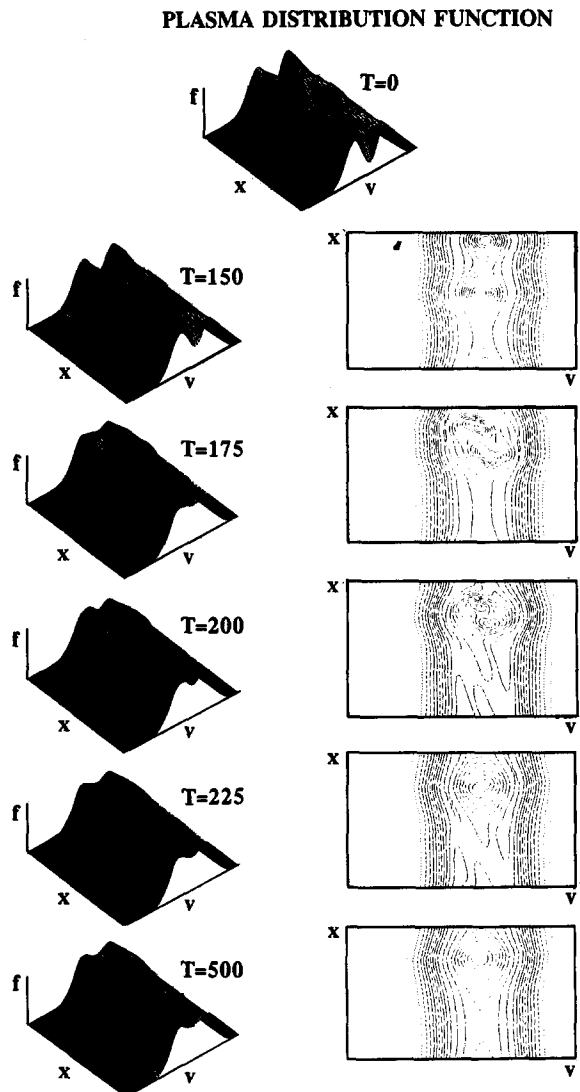 PLASMA DISTRIBUTION FUNCTION
T=0
f
x
v
T=150
f
x
v
x
v
T=175
f
x
v
x
v
T=200
f
x
v
x
v
T=225
f
x
v
x
v
T=500
f
x
v
x
v